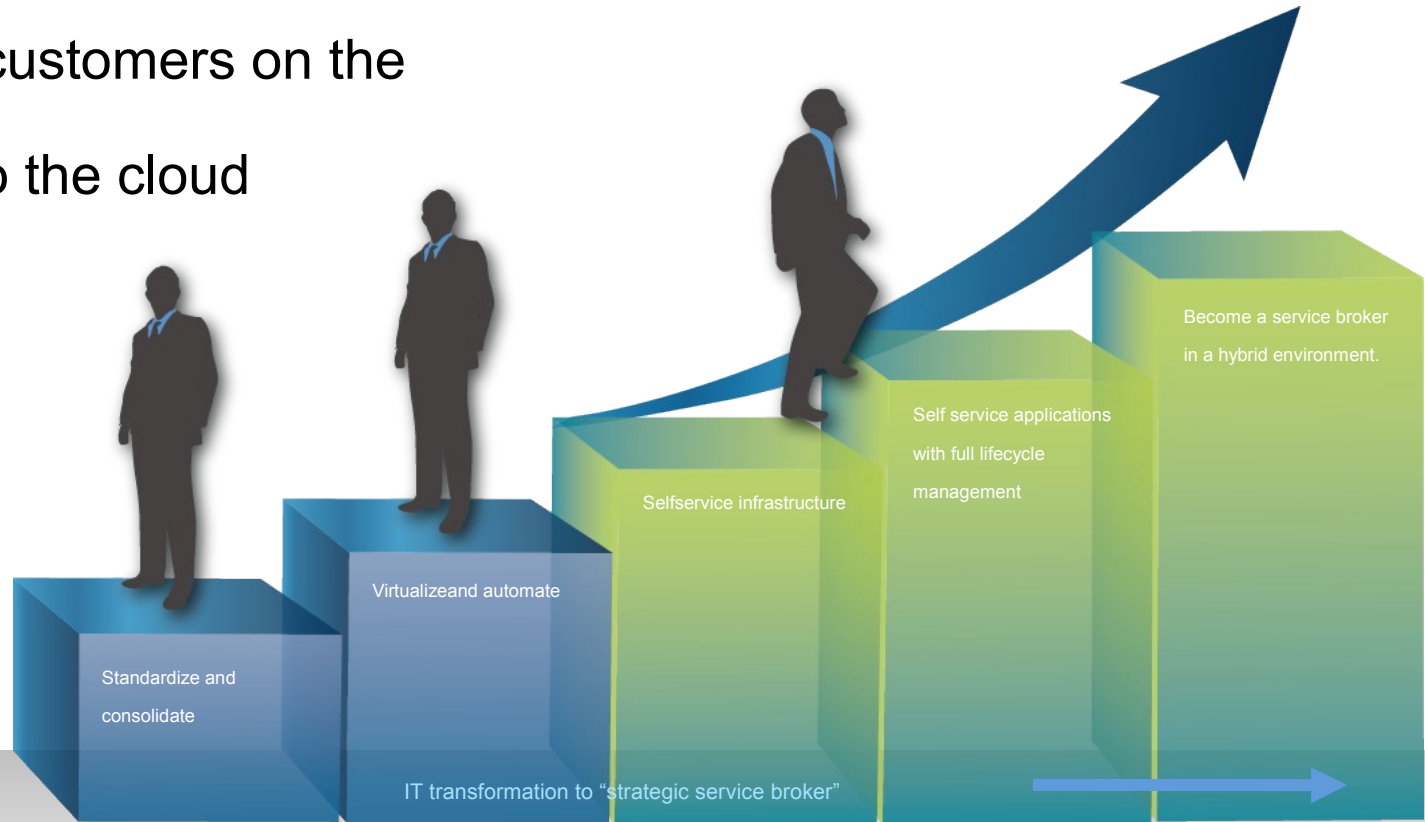 customers on the
o the cloud
Become a service broker
in a hybrid environment.
Self service applications
with full lifecycle
management
Selfservice infrastructure
Virtualizeand automate
Standardize and
consolidate
IT transformation to “strategic service broker”